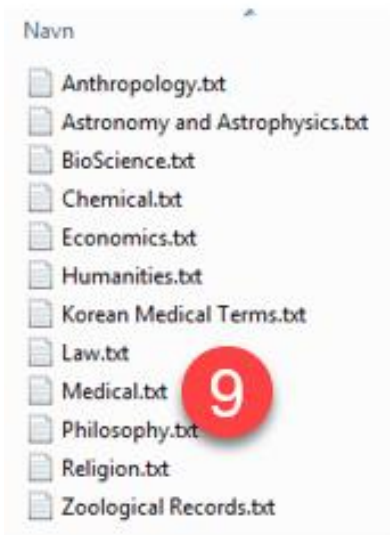 Navn
Anthropology.txt
Astronomy and Astrophysics.txt
BioScience.txt
Chemical.txt
Economics.txt
Humanities.txt
Korean Medical Terms.txt
Law.txt
Medical.txt
9
Philosophy.txt
Religion.txt
Zoological Records.txt